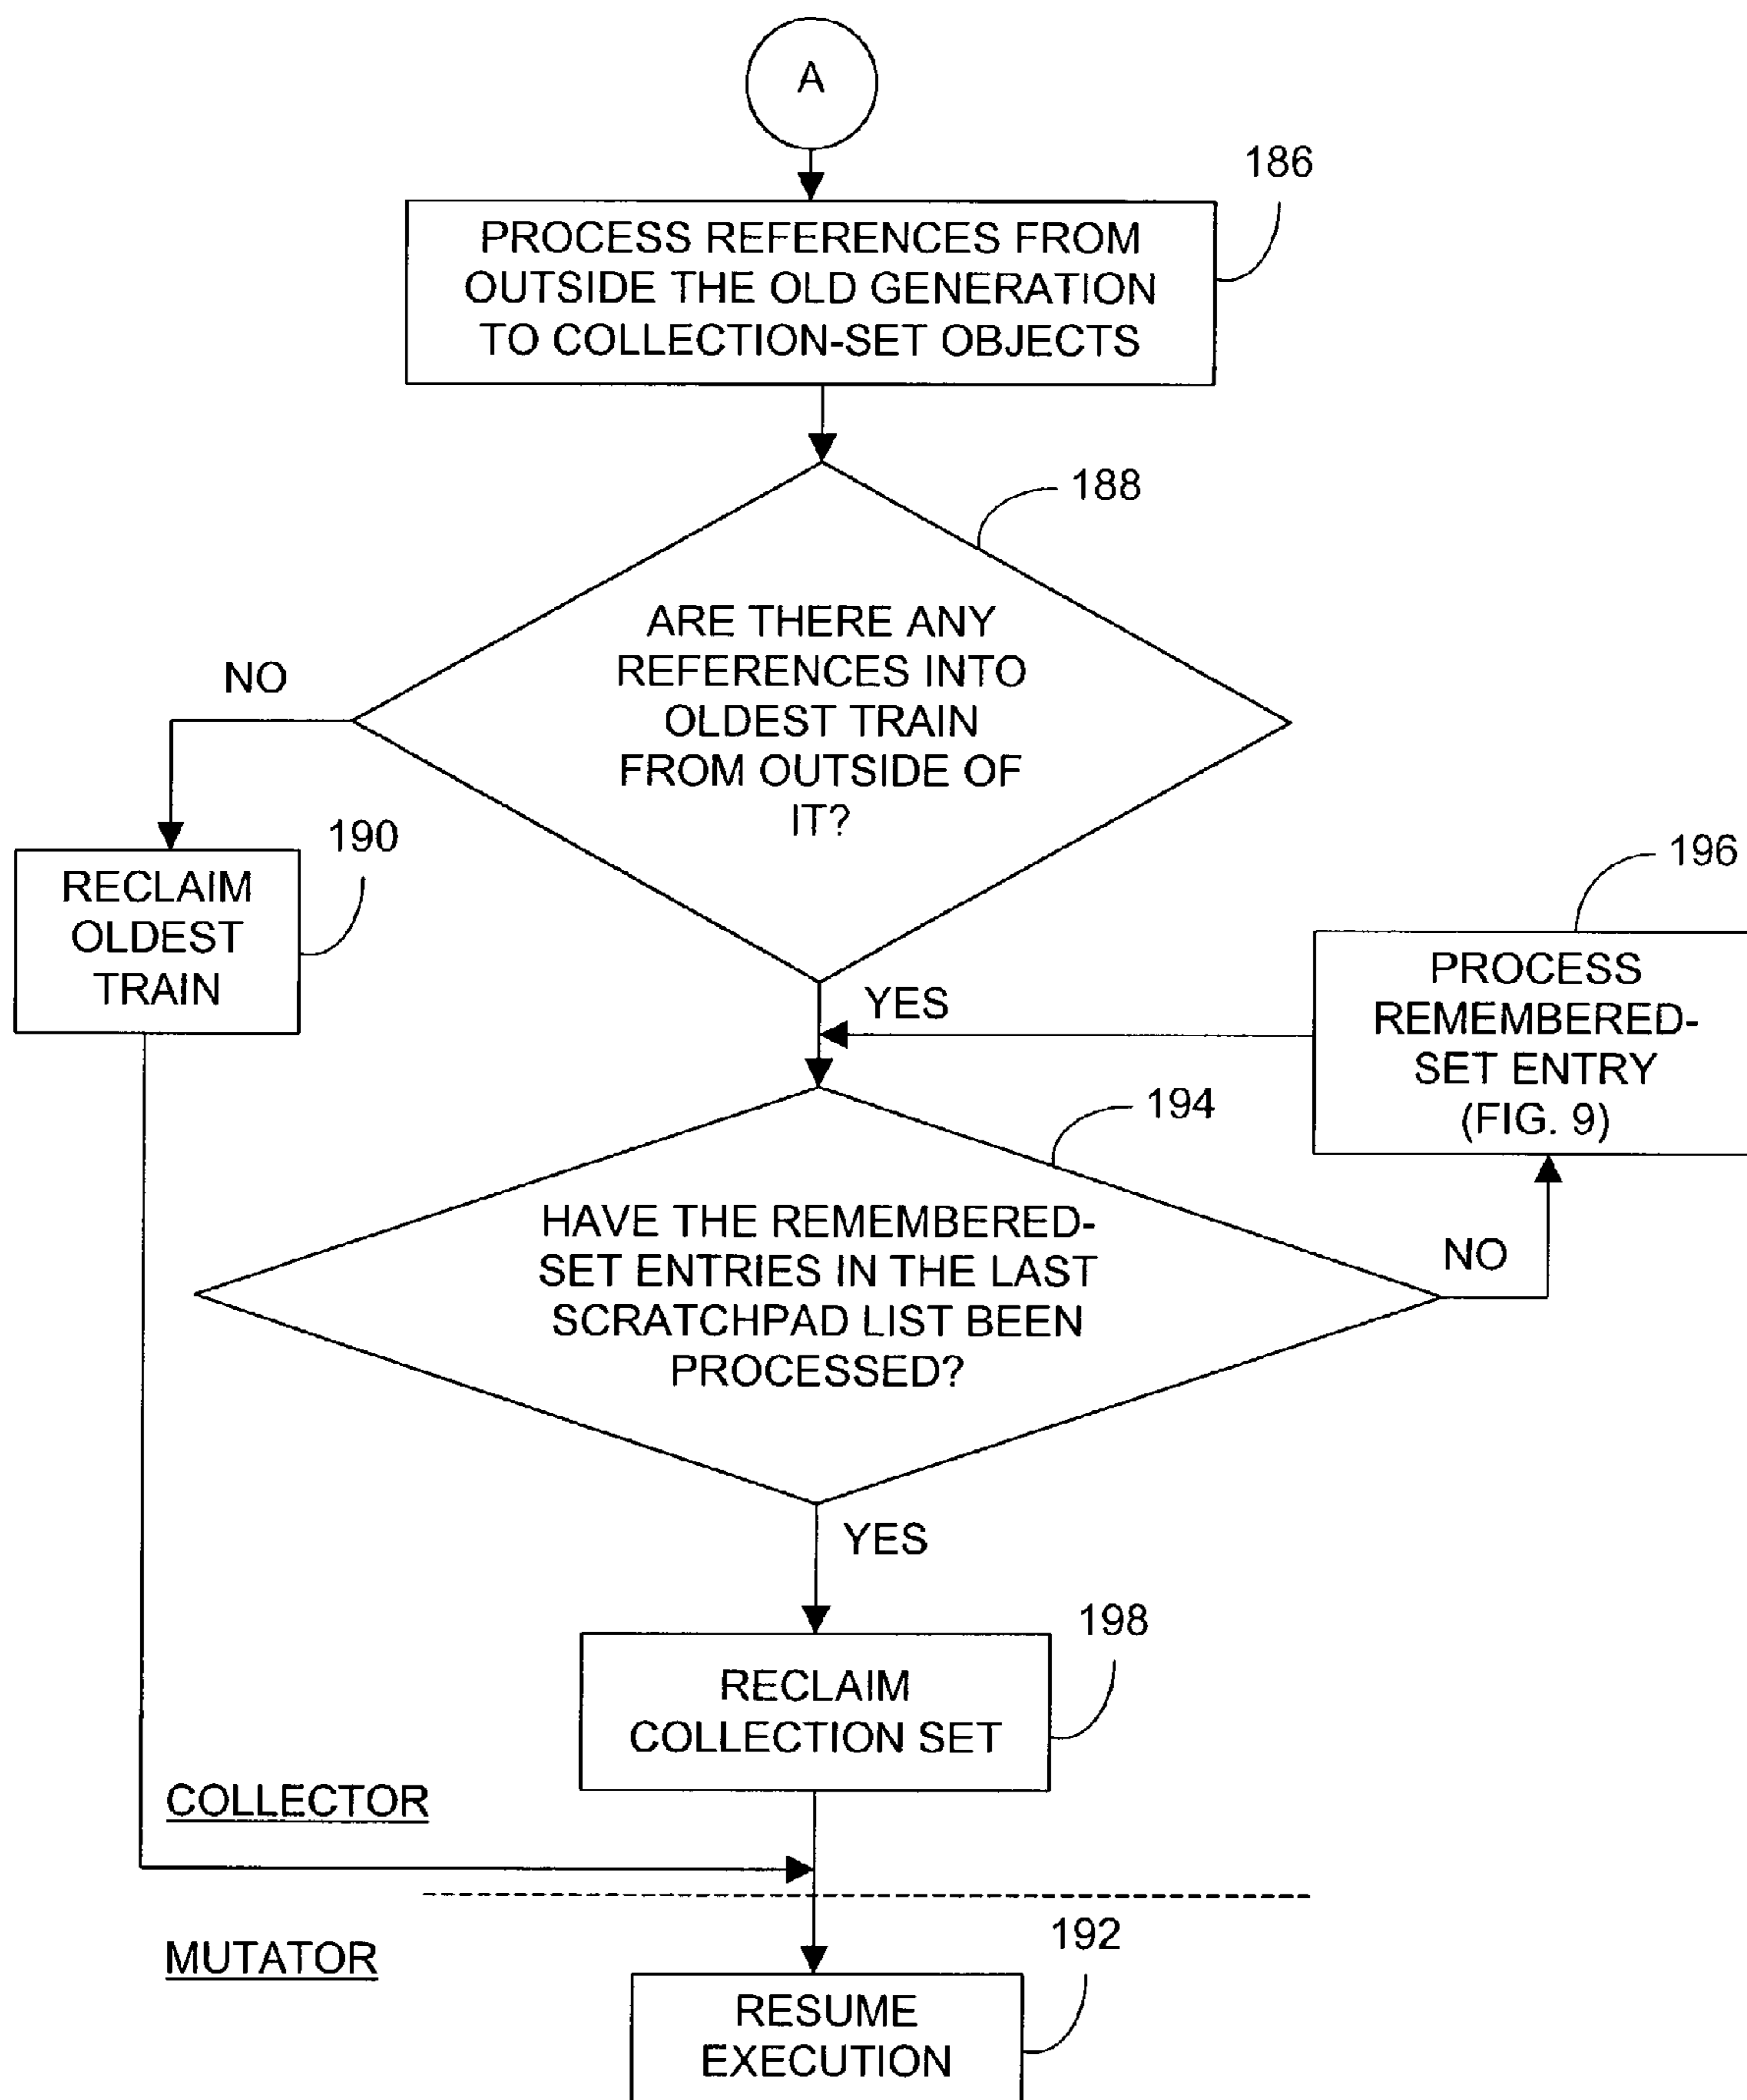 A
186
PROCESS REFERENCES FROM
OUTSIDE THE OLD GENERATION
TO COLLECTION-SET OBJECTS
188
ARE THERE ANY
REFERENCES INTO
OLDEST TRAIN
FROM OUTSIDE OF
IT?
NO
190
RECLAIM
OLDEST
TRAIN
YES
196
PROCESS
REMEMBERED-
SET ENTRY
(FIG. 9)
194
HAVE THE REMEMBERED-
SET ENTRIES IN THE LAST
SCRATCHPAD LIST BEEN
PROCESSED?
NO
YES
198
RECLAIM
COLLECTION SET
COLLECTOR
MUTATOR
192
RESUME
EXECUTION